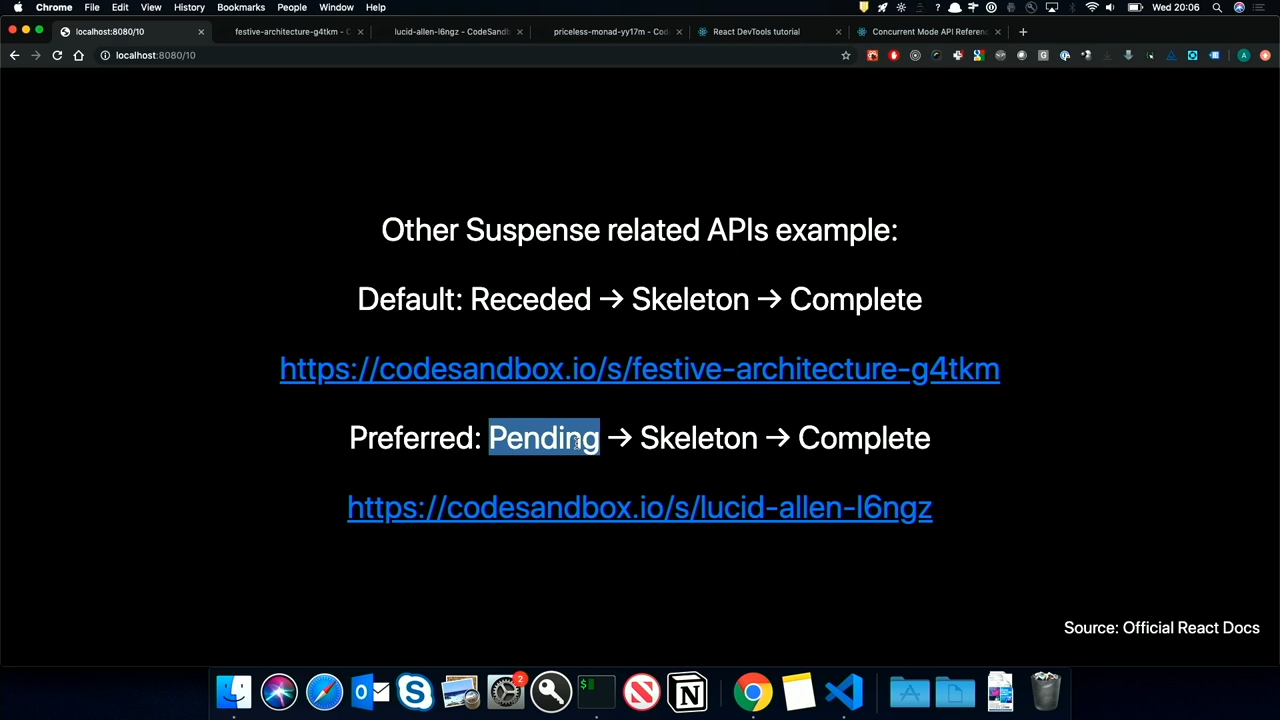 Chrome File Edit View History Bookmarks People Window Help Wed 20:06
localhost:8080/10 festive-architecture-g4tkm - C lucid-allen-l6ngz - CodeSandb priceless-monad-yy17m - Cod React DevTools tutorial Concurrent Mode API Referenc
localhost:8080/10
Other Suspense related APIs example:
Default: Receded → Skeleton → Complete
https://codesandbox.io/s/festive-architecture-g4tkm
Preferred: Pending → Skeleton → Complete
https://codesandbox.io/s/lucid-allen-l6ngz
Source: Official React Docs
2